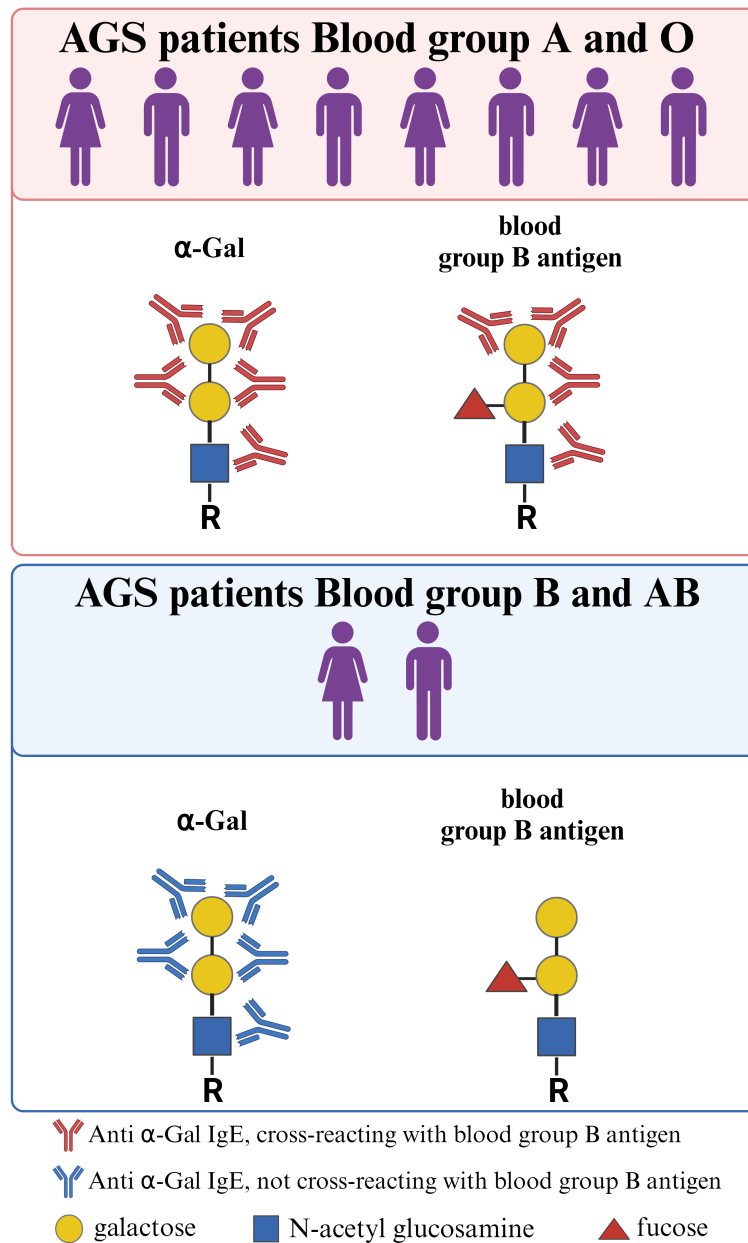 AGS patients Blood group A and O
α-Gal
blood
group B antigen
R
R
AGS patients Blood group B and AB
α-Gal
blood
group B antigen
R
R
Anti α-Gal IgE, cross-reacting with blood group B antigen
Anti α-Gal IgE, not cross-reacting with blood group B antigen
galactose N-acetyl glucosamine fucose